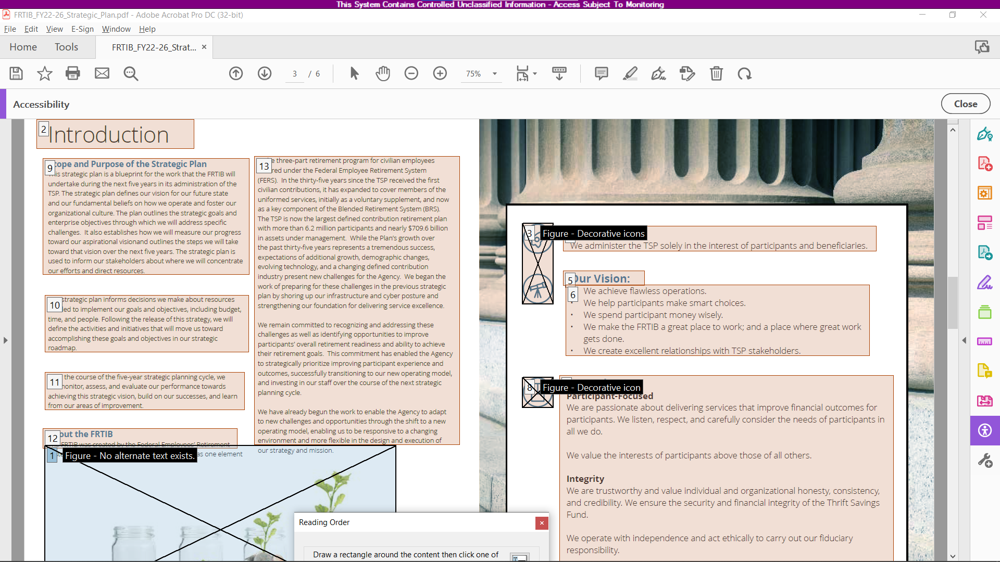 This System Contains Controlled Unclassified Information - Access Subject To Monitoring
FRTIB_FY22-26_Strategic_Plan.pdf - Adobe Acrobat Pro DC (32-bit)
File Edit View E-Sign Window Help
Home Tools FRTIB_FY22-26_Strat... ×
3 / 6 75%
Accessibility Close
2 Introduction
9 cope and Purpose of the Strategic Plan
is strategic plan is a blueprint for the work that the FRTIB will
undertake during the next five years in its administration of the
TSP. The strategic plan defines our vision for our future state
and our fundamental beliefs on how we operate and foster our
organizational culture. The plan outlines the strategic goals and
enterprise objectives through which we will address specific
challenges.  It also establishes how we will measure our progress
toward our aspirational visionand outlines the steps we will take
toward that vision over the next five years. The strategic plan is
used to inform our stakeholders about where we will concentrate
our efforts and direct resources.
10 strategic plan informs decisions we make about resources
led to implement our goals and objectives, including budget,
time, and people. Following the release of this strategy, we will
define the activities and initiatives that will move us toward
accomplishing these goals and objectives in our strategic
roadmap.
11 the course of the five-year strategic planning cycle, we
monitor, assess, and evaluate our performance towards
achieving this strategic vision, build on our successes, and learn
from our areas of improvement.
12 out the FRTIB
FRTIB was created by the Federal Employees' Retirement
as one element
1 Figure - No alternate text exists.
13 e three-part retirement program for civilian employees
red under the Federal Employee Retirement System
(FERS).  In the thirty-five years since the TSP received the first
civilian contributions, it has expanded to cover members of the
uniformed services, initially as a voluntary supplement, and now
as a key component of the Blended Retirement System (BRS).
The TSP is now the largest defined contribution retirement plan
with more than 6.2 million participants and nearly $709.6 billion
in assets under management.  While the Plan's growth over
the past thirty-five years represents a tremendous success,
expectations of additional growth, demographic changes,
evolving technology, and a changing defined contribution
industry present new challenges for the Agency.  We began the
work of preparing for these challenges in the previous strategic
plan by shoring up our infrastructure and cyber posture and
strengthening our foundation for delivering service excellence.
We remain committed to recognizing and addressing these
challenges as well as identifying opportunities to improve
participants' overall retirement readiness and ability to achieve
their retirement goals.  This commitment has enabled the Agency
to strategically prioritize improving participant experience and
outcomes, successfully transitioning to our new operating model,
and investing in our staff over the course of the next strategic
planning cycle.
We have already begun the work to enable the Agency to adapt
to new challenges and opportunities through the shift to a new
operating model, enabling us to be responsive to a changing
environment and more flexible in the design and execution of
our strategy and mission.
3 Figure - Decorative icons
We administer the TSP solely in the interest of participants and beneficiaries.
5 Our Vision:
6 We achieve flawless operations.
· We help participants make smart choices.
· We spend participant money wisely.
· We make the FRTIB a great place to work; and a place where great work
gets done.
· We create excellent relationships with TSP stakeholders.
8 Figure - Decorative icon
Participant-Focused
We are passionate about delivering services that improve financial outcomes for
participants. We listen, respect, and carefully consider the needs of participants in
all we do.
We value the interests of participants above those of all others.
Integrity
We are trustworthy and value individual and organizational honesty, consistency,
and credibility. We ensure the security and financial integrity of the Thrift Savings
Fund.
We operate with independence and act ethically to carry out our fiduciary
responsibility.
Reading Order ×
Draw a rectangle around the content then click one of